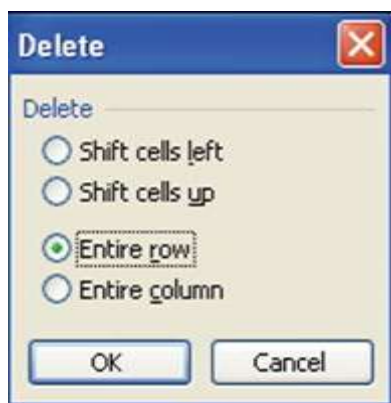 Delete
Delete
Shift cells left
Shift cells up
Entire row
Entire column
OK
Cancel